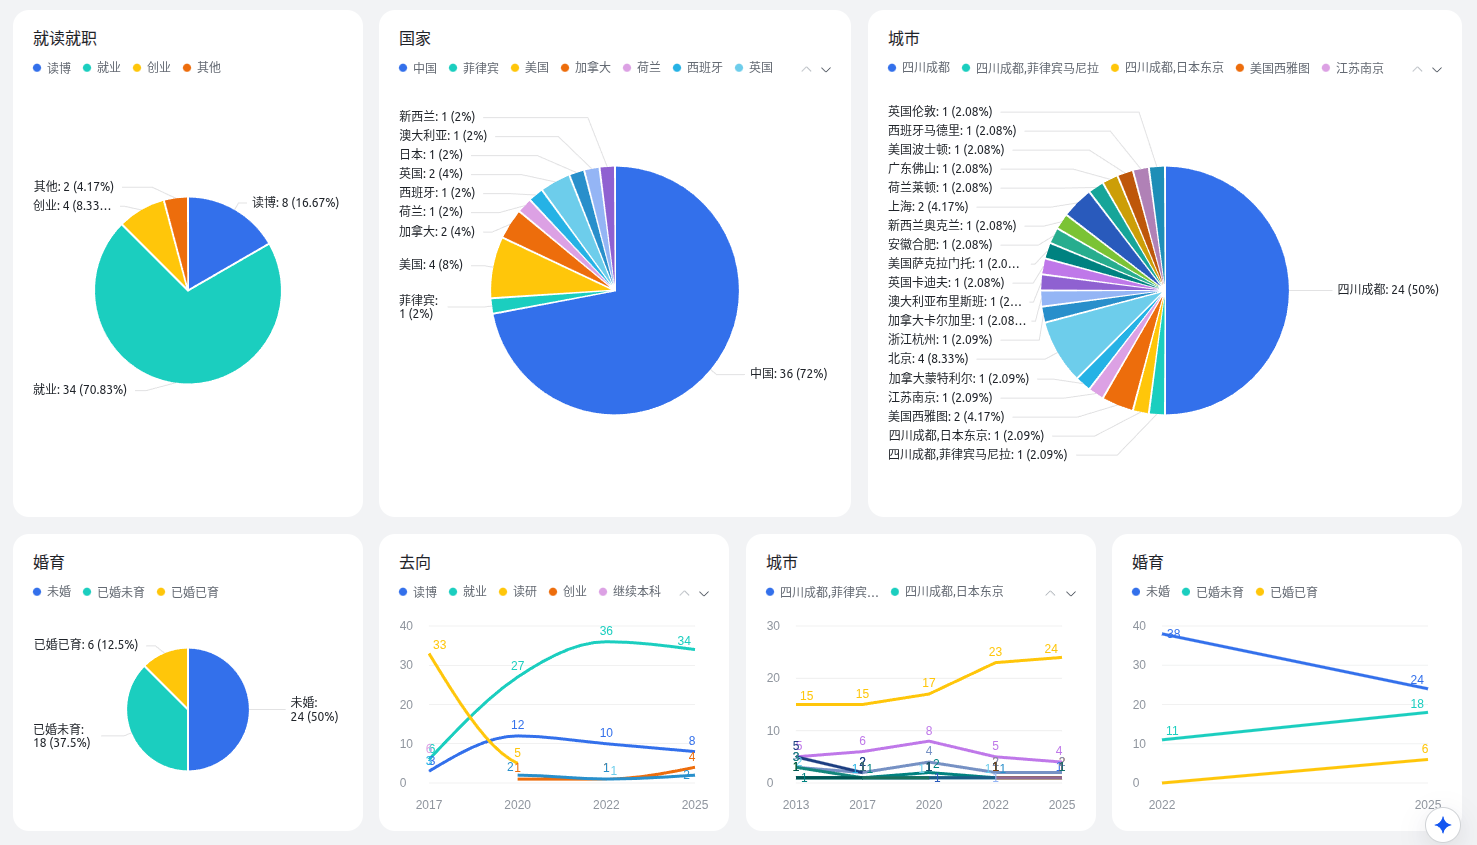 就读就职
读博 就业 创业 其他
其他: 2 (4.17%)
创业: 4 (8.33…
读博: 8 (16.67%)
就业: 34 (70.83%)
国家
中国 菲律宾 美国 加拿大 荷兰 西班牙 英国
新西兰: 1 (2%)
澳大利亚: 1 (2%)
日本: 1 (2%)
英国: 2 (4%)
西班牙: 1 (2%)
荷兰: 1 (2%)
加拿大: 2 (4%)
美国: 4 (8%)
菲律宾:
1 (2%)
中国: 36 (72%)
城市
四川成都 四川成都,菲律宾马尼拉 四川成都,日本东京 美国西雅图 江苏南京
英国伦敦: 1 (2.08%)
西班牙马德里: 1 (2.08%)
美国波士顿: 1 (2.08%)
广东佛山: 1 (2.08%)
荷兰莱顿: 1 (2.08%)
上海: 2 (4.17%)
新西兰奥克兰: 1 (2.08%)
安徽合肥: 1 (2.08%)
美国萨克拉门托: 1 (2.0…
英国卡迪夫: 1 (2.08%)
澳大利亚布里斯班: 1 (2…
加拿大卡尔加里: 1 (2.08…
浙江杭州: 1 (2.09%)
北京: 4 (8.33%)
加拿大蒙特利尔: 1 (2.09%)
江苏南京: 1 (2.09%)
美国西雅图: 2 (4.17%)
四川成都,日本东京: 1 (2.09%)
四川成都,菲律宾马尼拉: 1 (2.09%)
四川成都: 24 (50%)
婚育
未婚 已婚未育 已婚已育
已婚已育: 6 (12.5%)
未婚:
24 (50%)
已婚未育:
18 (37.5%)
去向
读博 就业 读研 创业 继续本科
40
30
20
10
0
33
27
36
34
12
10
8
5
4
6
6
3
3
2
1
1
1
2
2017 2020 2022 2025
城市
四川成都,菲律宾… 四川成都,日本东京
30
20
10
0
15
15
17
23
24
5
6
8
5
4
5
3
1
1
2
1
4
2
1
1
1
2
1
2017
2013 2017 2020 2022 2025
婚育
未婚 已婚未育 已婚已育
40
30
20
10
0
38
24
11
18
6
2022 2025